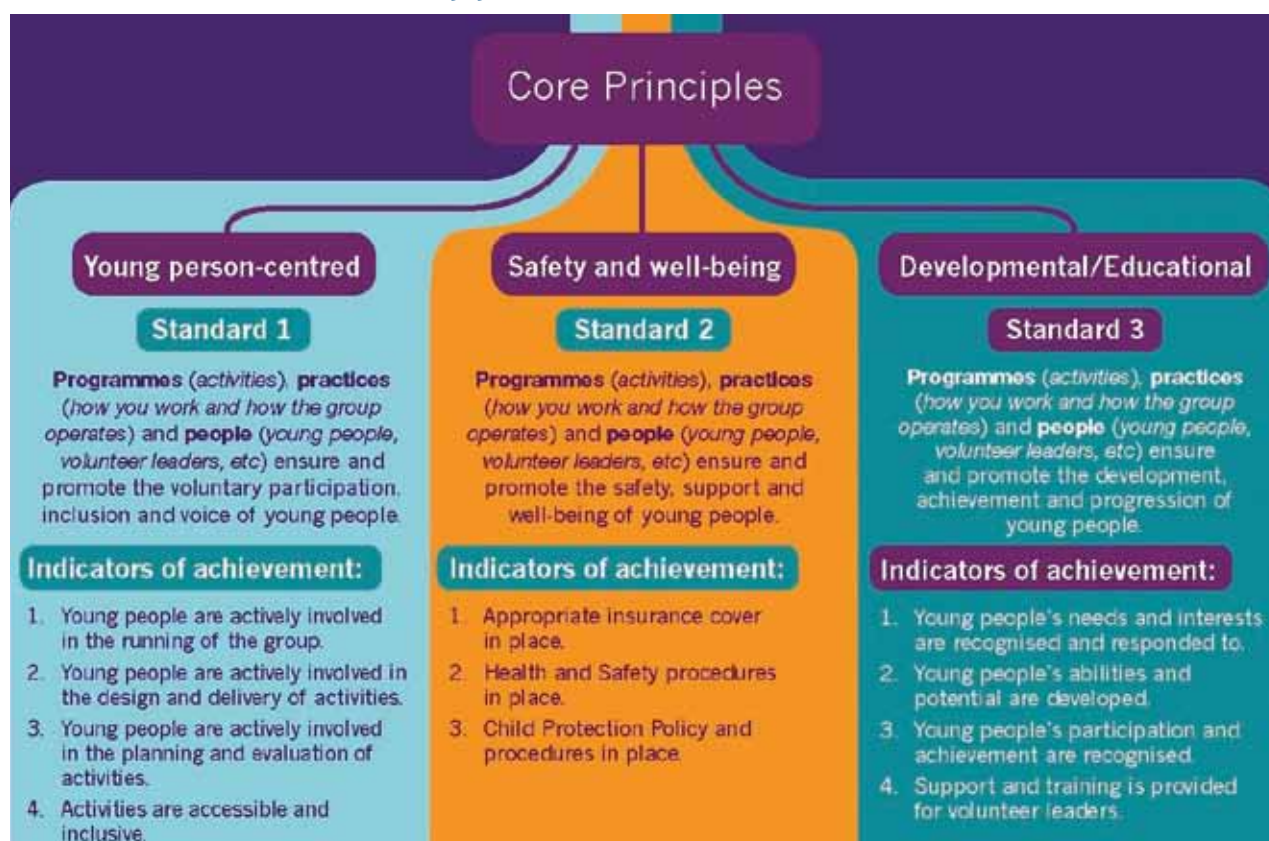 Core Principles
Young person-centred
Standard 1
Programmes (activities), practices
(how you work and how the group
operates) and people (young people,
volunteer leaders, etc) ensure and
promote the voluntary participation,
inclusion and voice of young people.
Indicators of achievement:
1. Young people are actively involved
in the running of the group.
2. Young people are actively involved in
the design and delivery of activities.
3. Young people are actively involved
in the planning and evaluation of
activities.
4. Activities are accessible and
inclusive.
Safety and well-being
Standard 2
Programmes (activities), practices
(how you work and how the group
operates) and people (young people,
volunteer leaders, etc) ensure and
promote the safety, support and
well-being of young people.
Indicators of achievement:
1. Appropriate insurance cover
in place.
2. Health and Safety procedures
in place.
3. Child Protection Policy and
procedures in place
Developmental/Educational
Standard 3
Programmes (activities), practices
(how you work and how the group
operates) and people (young people,
volunteer leaders, etc) ensure
and promote the development,
achievement and progression of
young people.
Indicators of achievement:
1. Young people's needs and interests
are recognised and responded to.
2. Young people's abilities and
potential are developed.
3. Young people's participation and
achievement are recognised.
4. Support and training is provided
for volunteer leaders.